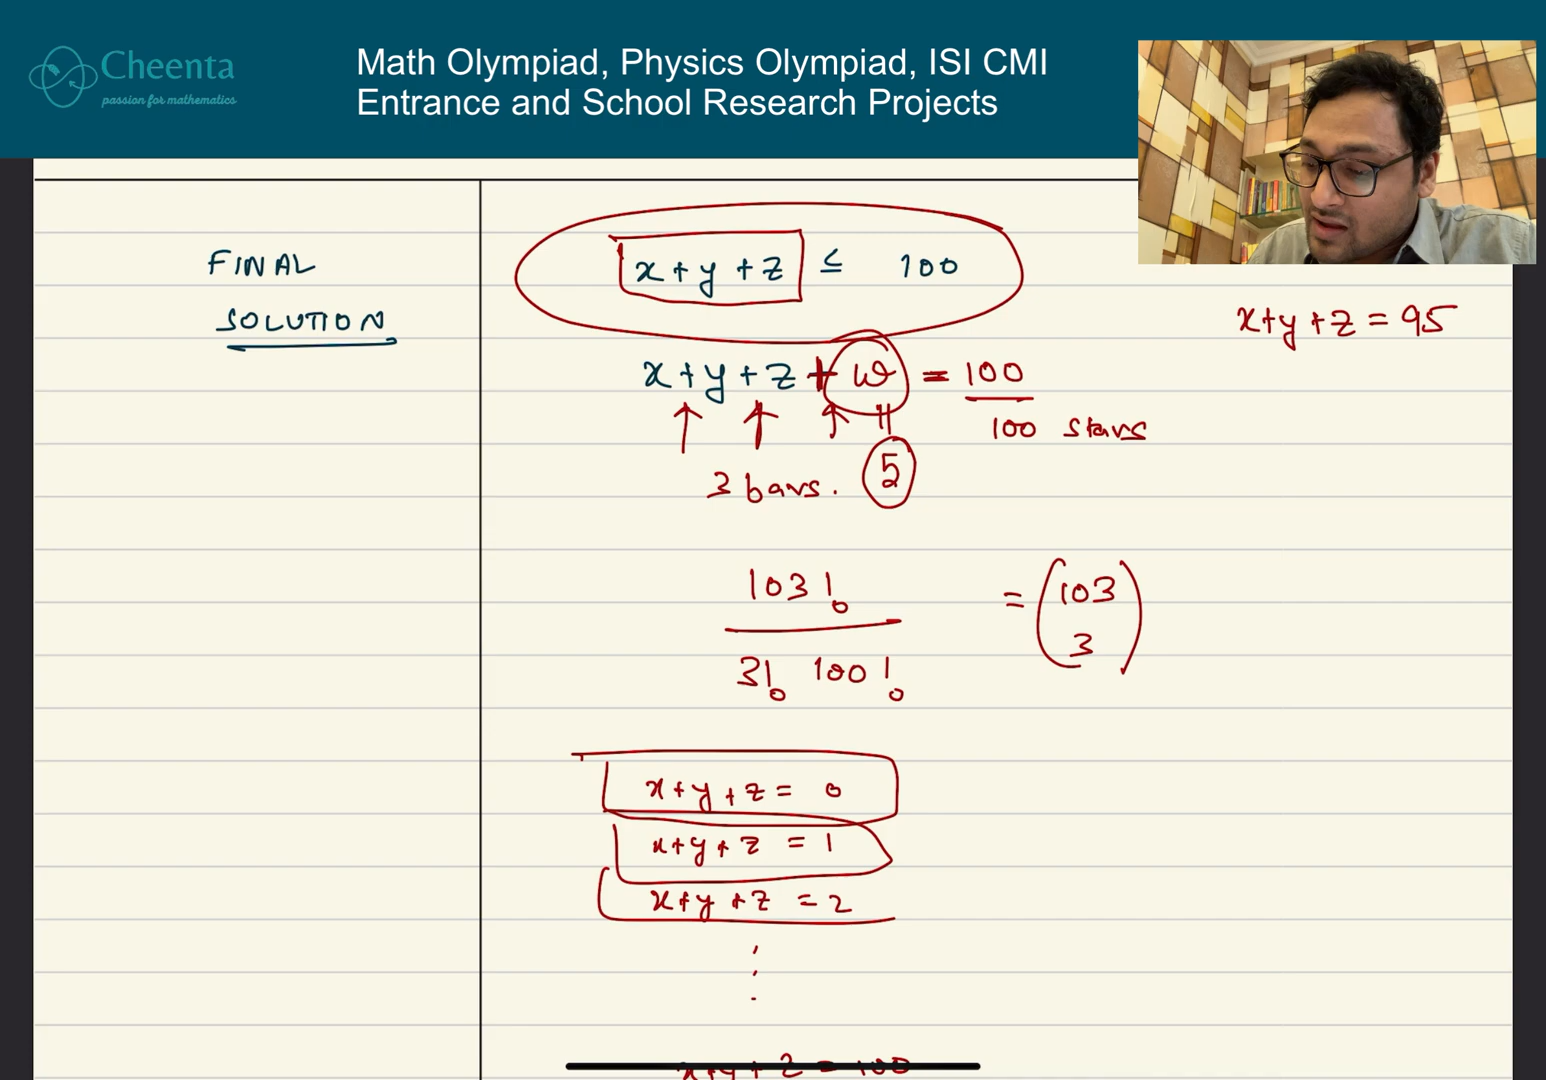 Cheenta
passion for mathematics
Math Olympiad, Physics Olympiad, ISI CMI
Entrance and School Research Projects
FINAL
SOLUTION
x+y+z ≤ 100
x+y+z+w = 100
x+y+z=95
100 stars
3 bars. 5
103!
3! 100!
= (103
3)
x+y+z= 0
x+y+z = 1
x+y+z = 2
⋮
x+y+z = 100